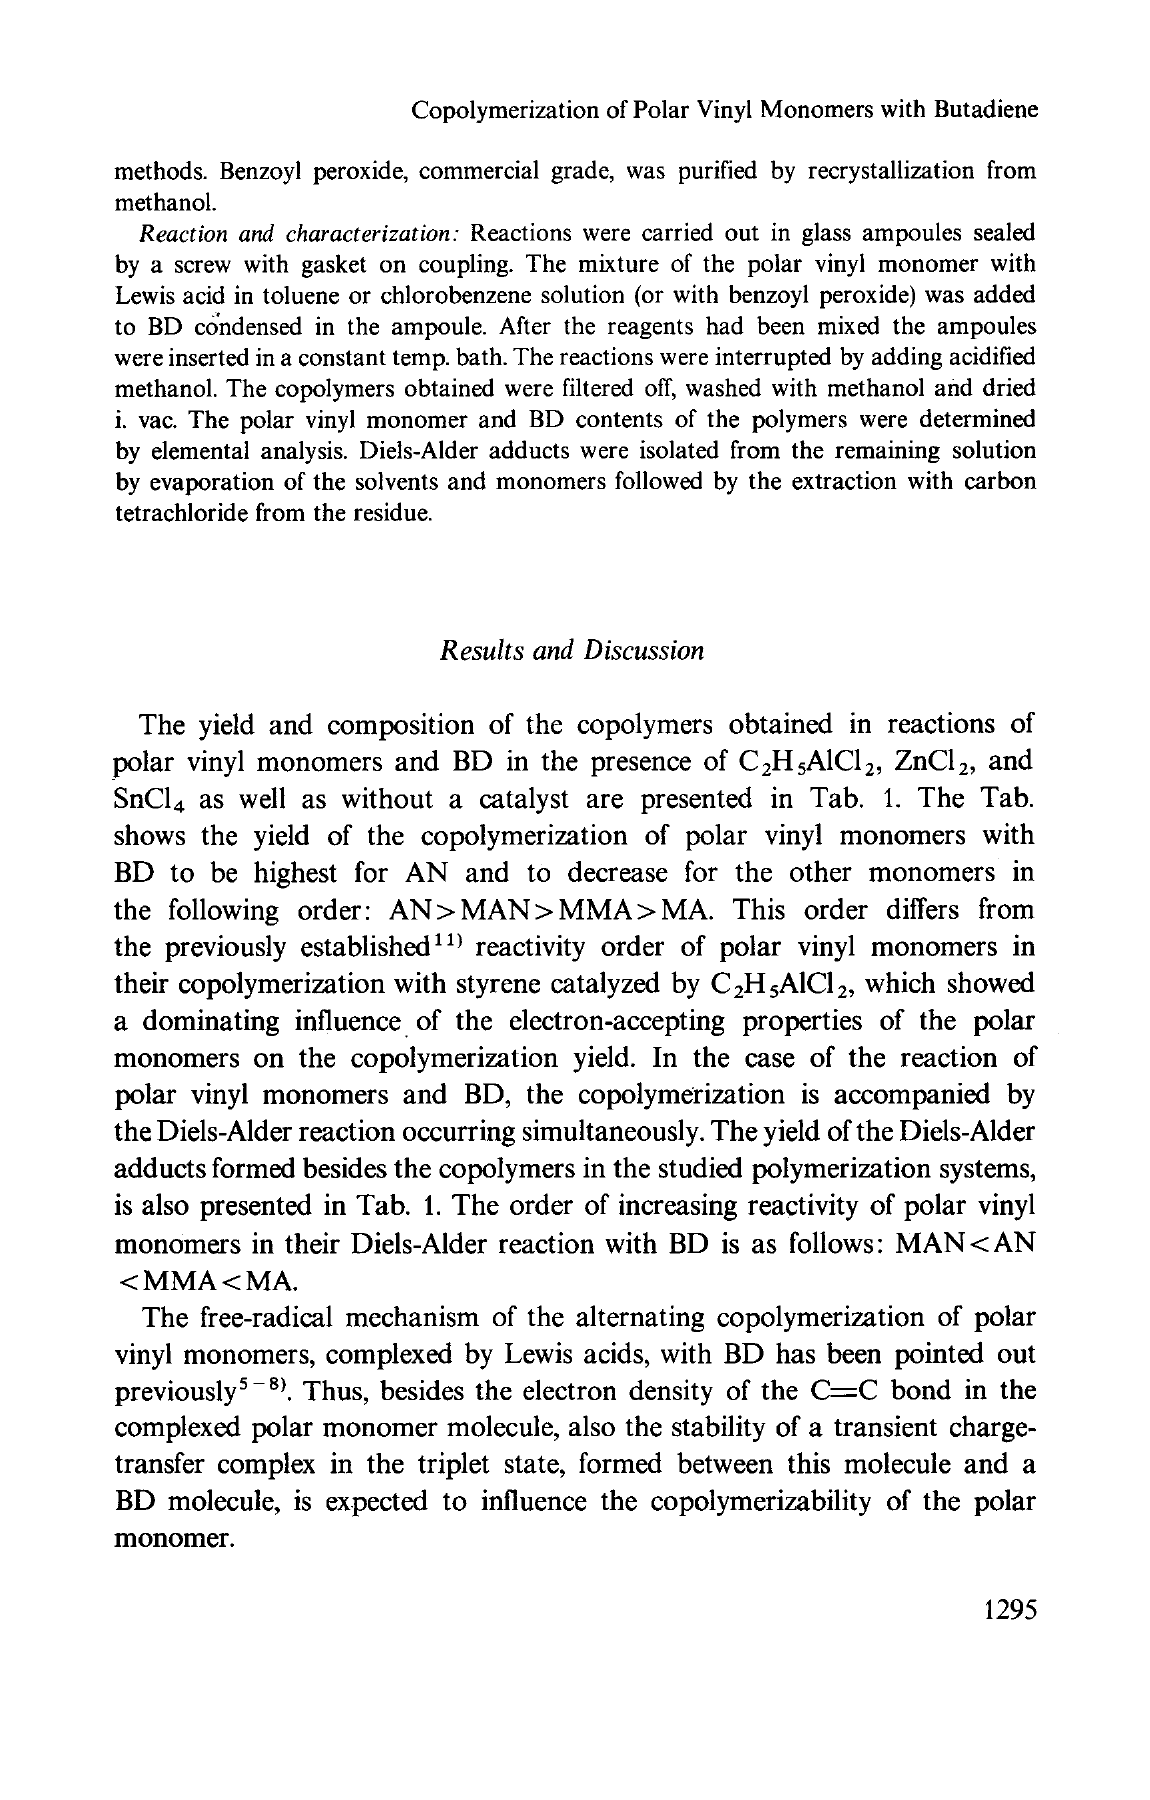 Copolymerization of Polar Vinyl Monomers with Butadiene
methods. Benzoyl peroxide, commercial grade, was purified by recrystallization from
methanol.
Reaction and characterization: Reactions were carried out in glass ampoules sealed
by a screw with gasket on coupling. The mixture of the polar vinyl monomer with
Lewis acid in toluene or chlorobenzene solution (or with benzoyl peroxide) was added
to BD condensed in the ampoule. After the reagents had been mixed the ampoules
were inserted in a constant temp. bath. The reactions were interrupted by adding acidified
methanol. The copolymers obtained were filtered off, washed with methanol and dried
i. vac. The polar vinyl monomer and BD contents of the polymers were determined
by elemental analysis. Diels-Alder adducts were isolated from the remaining solution
by evaporation of the solvents and monomers followed by the extraction with carbon
tetrachloride from the residue.
Results and Discussion
The yield and composition of the copolymers obtained in reactions of
polar vinyl monomers and BD in the presence of C₂H₅AlCl₂, ZnCl₂, and
SnCl₄ as well as without a catalyst are presented in Tab. 1. The Tab.
shows the yield of the copolymerization of polar vinyl monomers with
BD to be highest for AN and to decrease for the other monomers in
the following order: AN>MAN>MMA>MA. This order differs from
the previously established¹¹⁾ reactivity order of polar vinyl monomers in
their copolymerization with styrene catalyzed by C₂H₅AlCl₂, which showed
a dominating influence of the electron-accepting properties of the polar
monomers on the copolymerization yield. In the case of the reaction of
polar vinyl monomers and BD, the copolymerization is accompanied by
the Diels-Alder reaction occurring simultaneously. The yield of the Diels-Alder
adducts formed besides the copolymers in the studied polymerization systems,
is also presented in Tab. 1. The order of increasing reactivity of polar vinyl
monomers in their Diels-Alder reaction with BD is as follows: MAN<AN
<MMA<MA.
The free-radical mechanism of the alternating copolymerization of polar
vinyl monomers, complexed by Lewis acids, with BD has been pointed out
previously⁵⁻⁸⁾. Thus, besides the electron density of the C=C bond in the
complexed polar monomer molecule, also the stability of a transient charge-
transfer complex in the triplet state, formed between this molecule and a
BD molecule, is expected to influence the copolymerizability of the polar
monomer.
1295